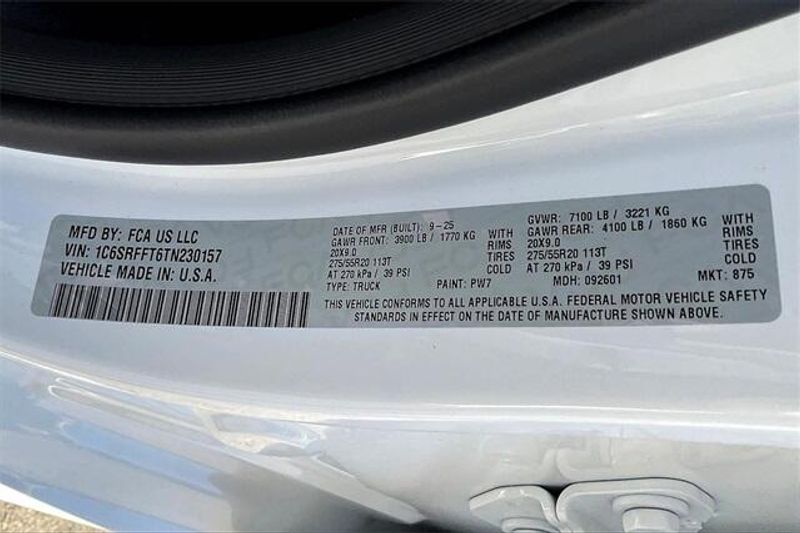 MFD BY: FCA US LLC
VIN: 1C6SRFFT6TN230157
VEHICLE MADE IN: U.S.A.
DATE OF MFR (BUILT): 9-25
GAWR FRONT: 3900 LB / 1770 KG WITH
20X9.0 RIMS
275/55R20 113T TIRES
AT 270 kPa / 39 PSI COLD
TYPE: TRUCK PAINT: PW7
GVWR: 7100 LB / 3221 KG
GAWR REAR: 4100 LB / 1860 KG WITH
20X9.0 RIMS
275/55R20 113T TIRES
AT 270 kPa / 39 PSI COLD
MDH: 092601 MKT: 875
THIS VEHICLE CONFORMS TO ALL APPLICABLE U.S.A. FEDERAL MOTOR VEHICLE SAFETY
STANDARDS IN EFFECT ON THE DATE OF MANUFACTURE SHOWN ABOVE.